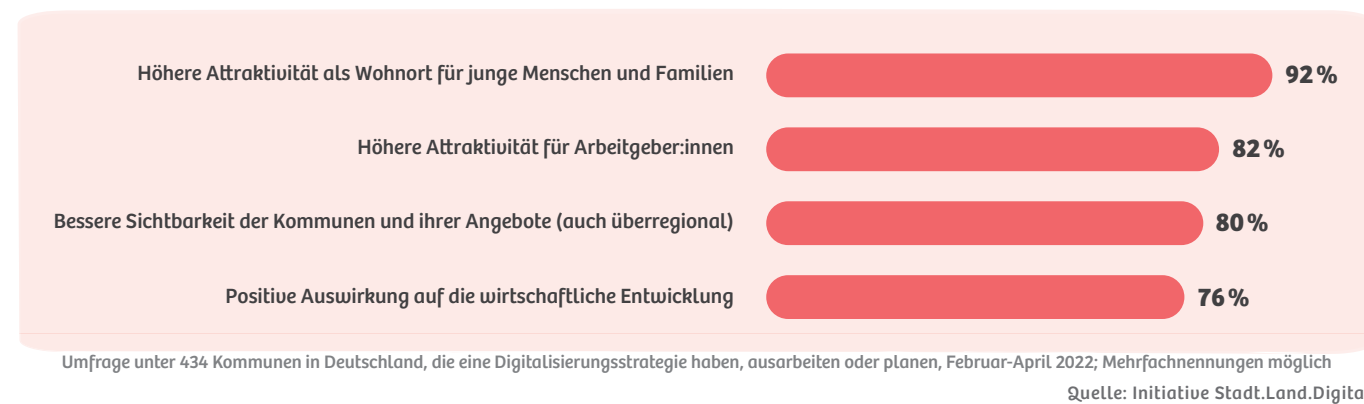 Höhere Attraktivität als Wohnort für junge Menschen und Familien 92 %
Höhere Attraktivität für Arbeitgeber:innen 82 %
Bessere Sichtbarkeit der Kommunen und ihrer Angebote (auch überregional) 80 %
Positive Auswirkung auf die wirtschaftliche Entwicklung 76 %
Umfrage unter 434 Kommunen in Deutschland, die eine Digitalisierungsstrategie haben, ausarbeiten oder planen, Februar-April 2022; Mehrfachnennungen möglich
Quelle: Initiative Stadt.Land.Digita